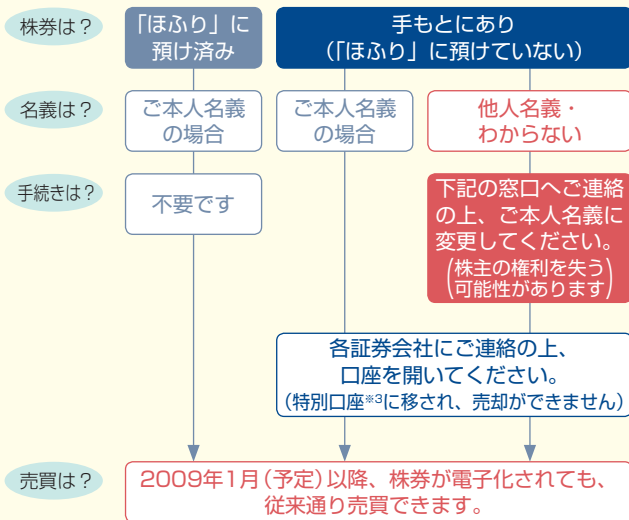 株券は?
「ほふり」に
預け済み
手もとにあり
(「ほふり」に預けていない)
名義は?
ご本人名義
の場合
ご本人名義
の場合
他人名義・
わからない
手続きは?
不要です
下記の窓口へご連絡
の上、ご本人名義に
変更してください。
(株主の権利を失う
可能性があります)
各証券会社にご連絡の上、
口座を開いてください。
(特別口座※3に移され、売却ができません)
売買は?
2009年1月(予定)以降、株券が電子化されても、
従来通り売買できます。